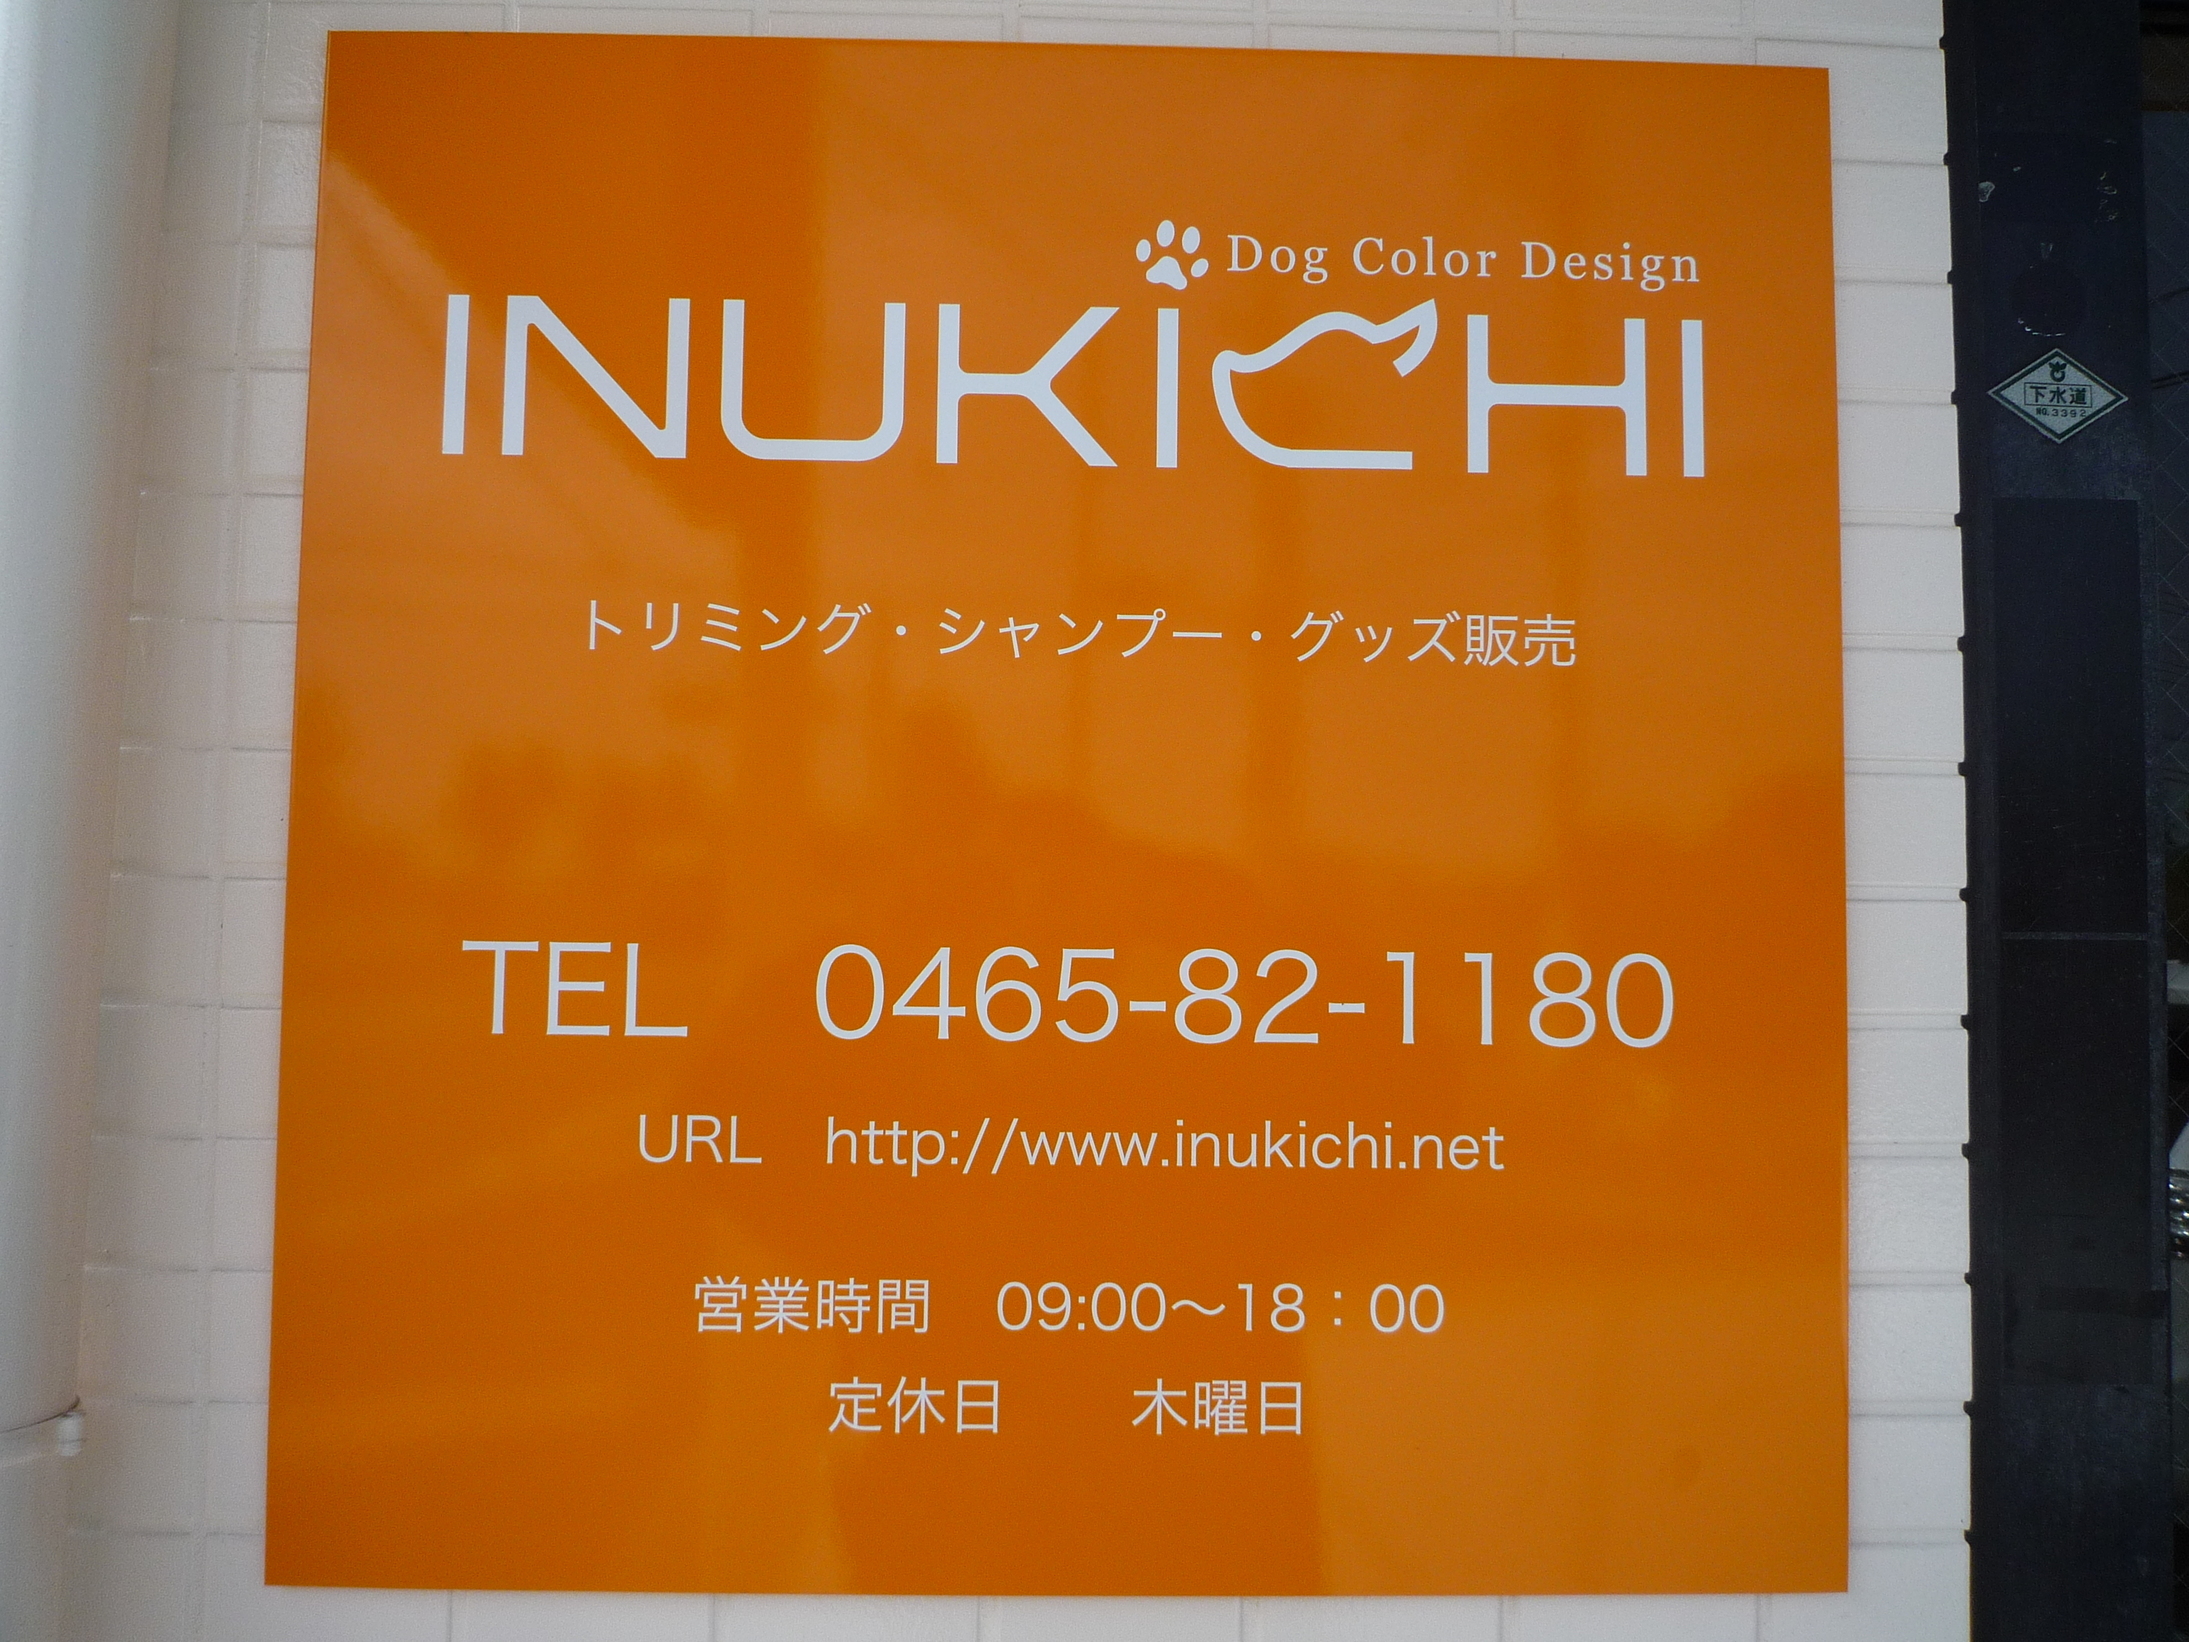 Dog Color Design
INUKICHI
トリミング・シャンプー・グッズ販売
TEL　0465-82-1180
URL　http://www.inukichi.net
営業時間　09:00〜18：00
定休日　　木曜日
下水道
NO.3392